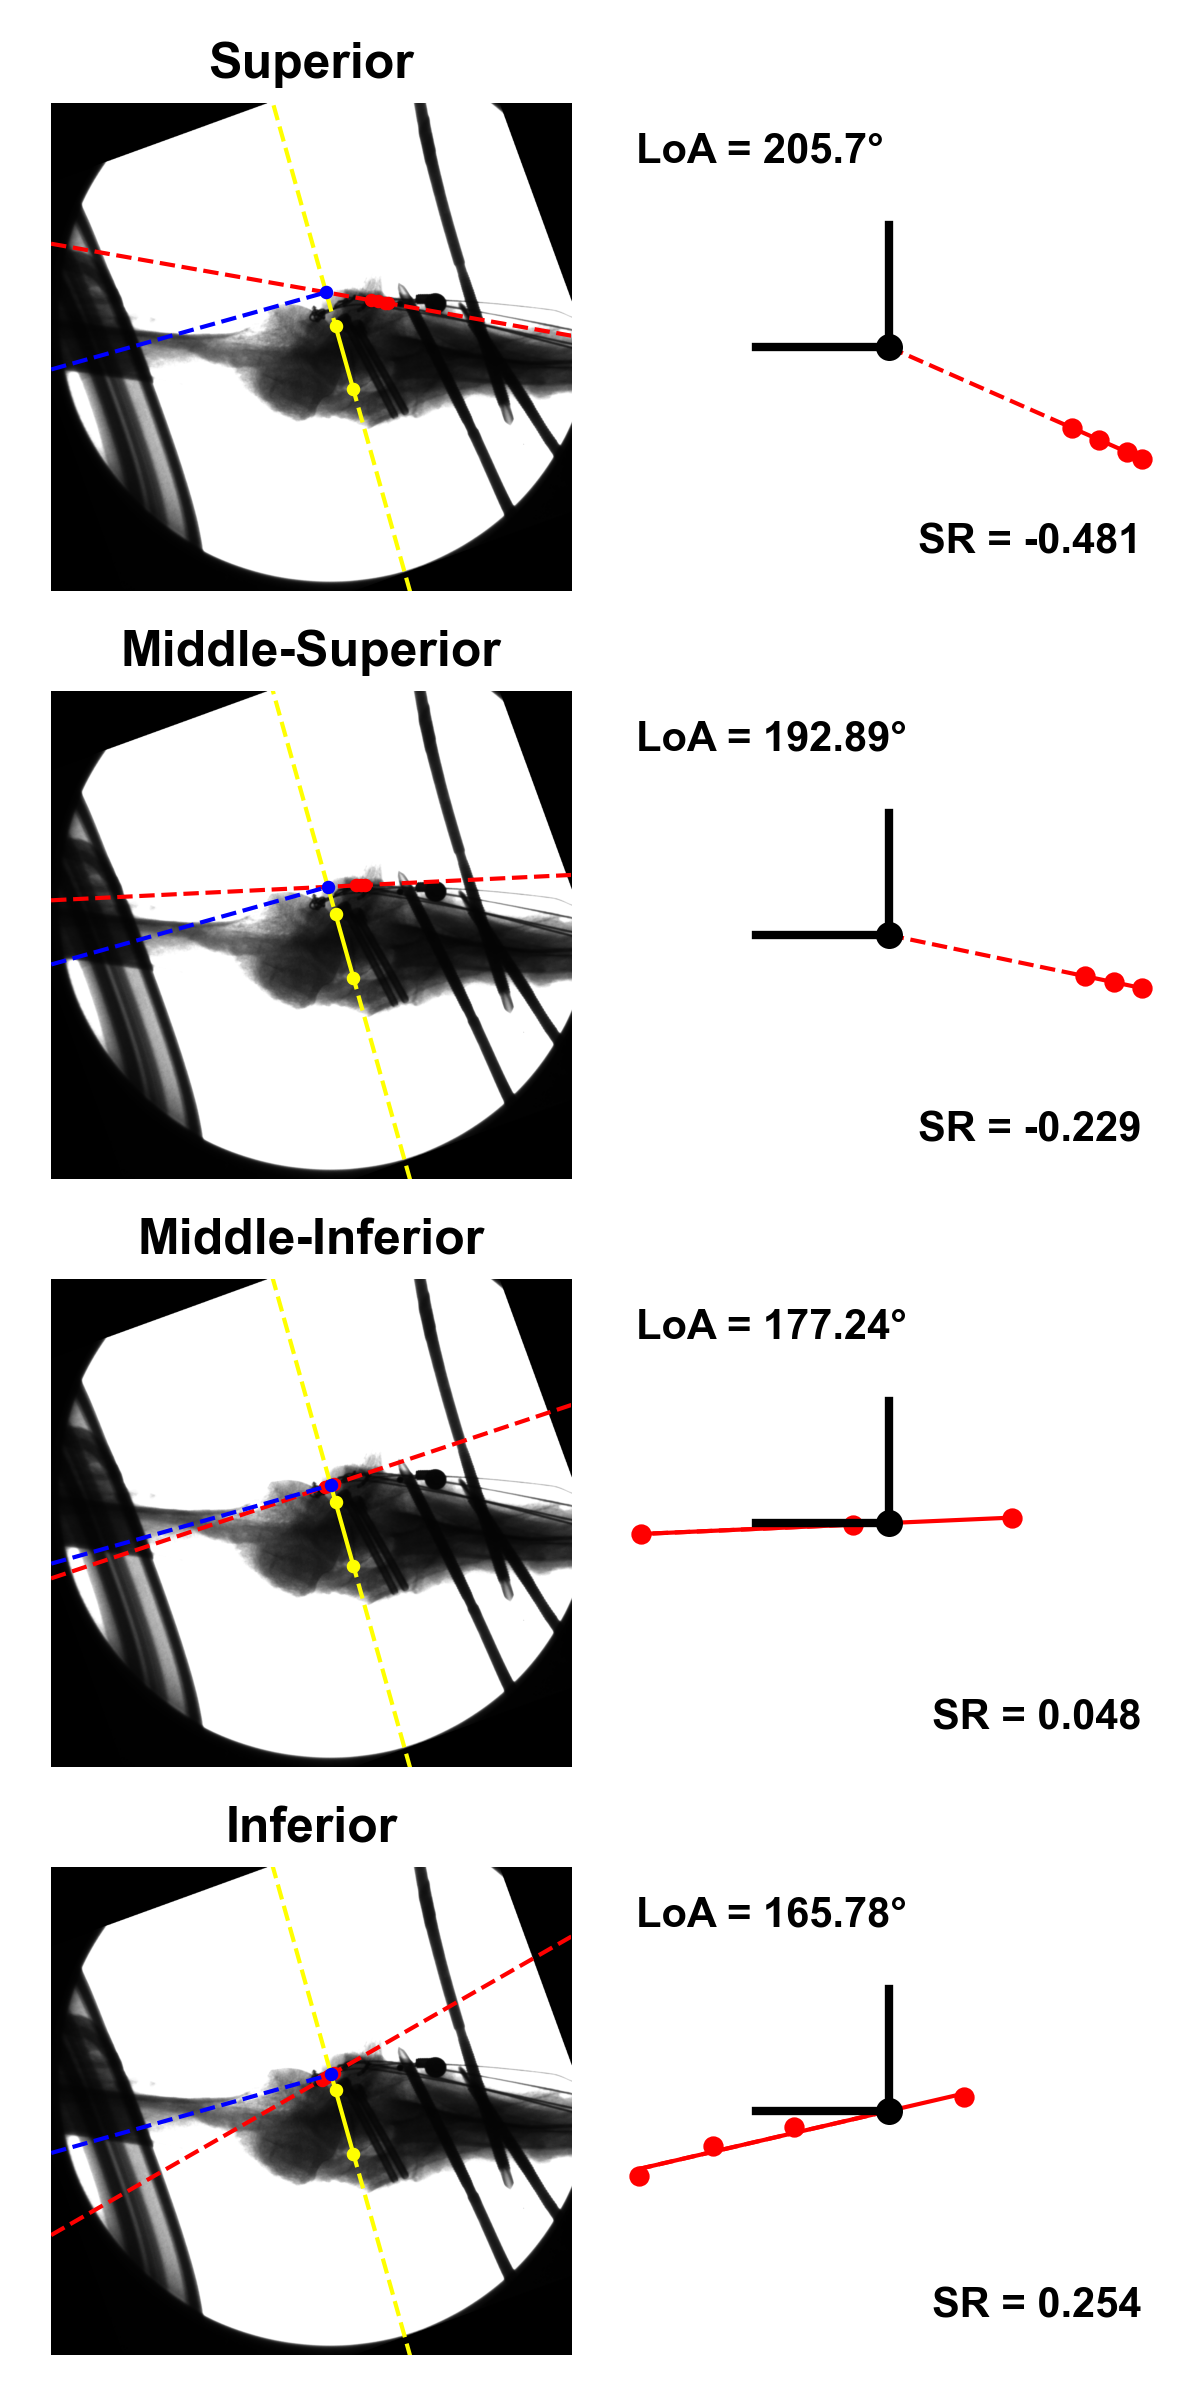 Superior
LoA = 205.7°
SR = -0.481
Middle-Superior
LoA = 192.89°
SR = -0.229
Middle-Inferior
LoA = 177.24°
SR = 0.048
Inferior
LoA = 165.78°
SR = 0.254